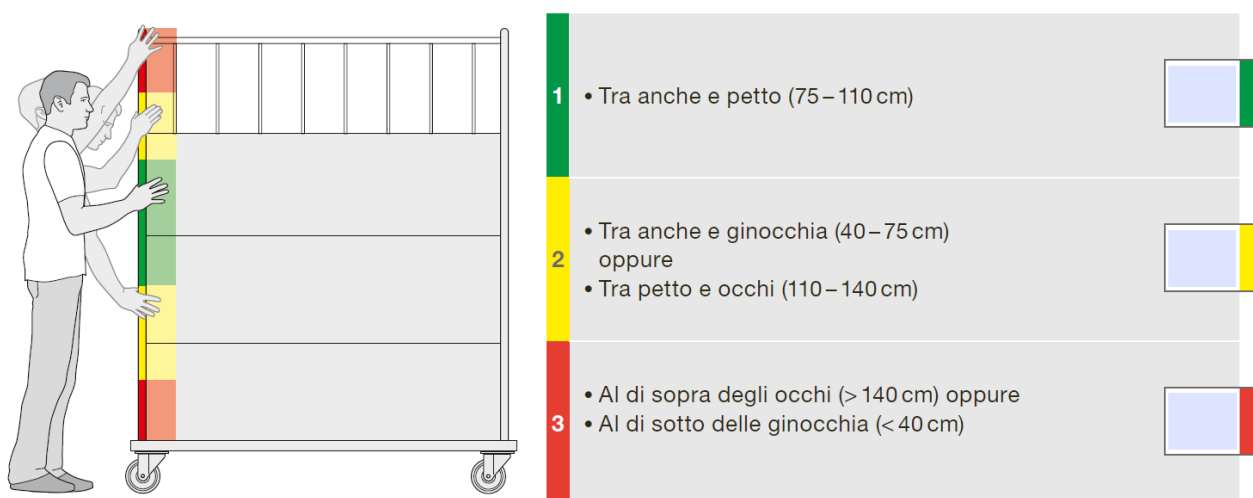 1
• Tra anche e petto (75–110 cm)
2
• Tra anche e ginocchia (40–75 cm)
oppure
• Tra petto e occhi (110–140 cm)
3
• Al di sopra degli occhi (> 140 cm) oppure
• Al di sotto delle ginocchia (< 40 cm)